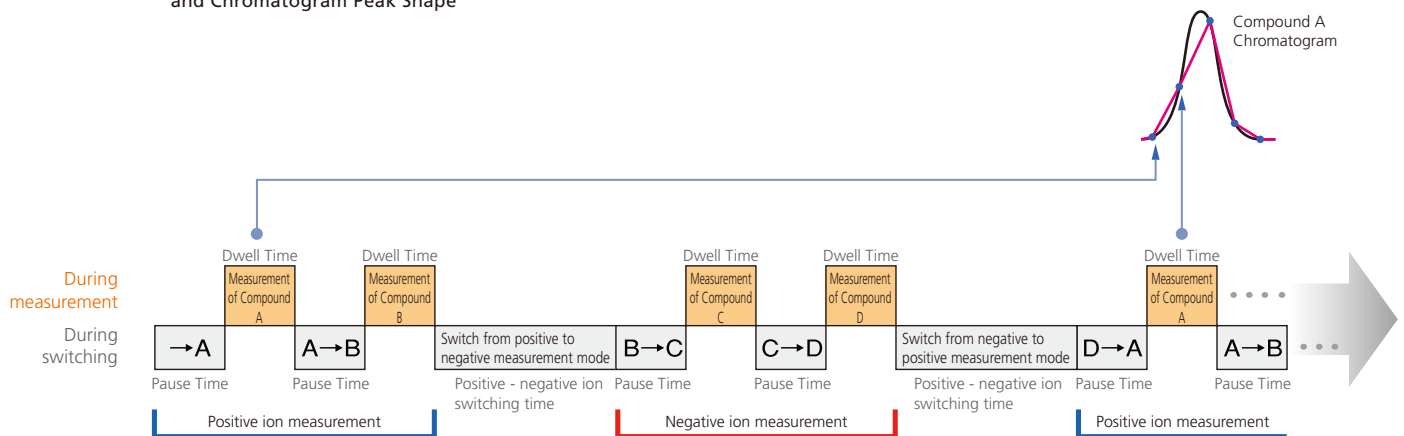 and Chromatogram Peak Shape
Compound A
Chromatogram
Dwell Time
Dwell Time
Dwell Time
Dwell Time
Dwell Time
During
measurement
Measurement
of Compound
A
Measurement
of Compound
B
Measurement
of Compound
C
Measurement
of Compound
D
Measurement
of Compound
A
During
switching
→A
A→B
Switch from positive to
negative measurement mode
B→C
C→D
Switch from negative to
positive measurement mode
D→A
A→B
Pause Time
Pause Time
Positive - negative ion
switching time
Pause Time
Pause Time
Positive - negative ion
switching time
Pause Time
Pause Time
Positive ion measurement
Negative ion measurement
Positive ion measurement